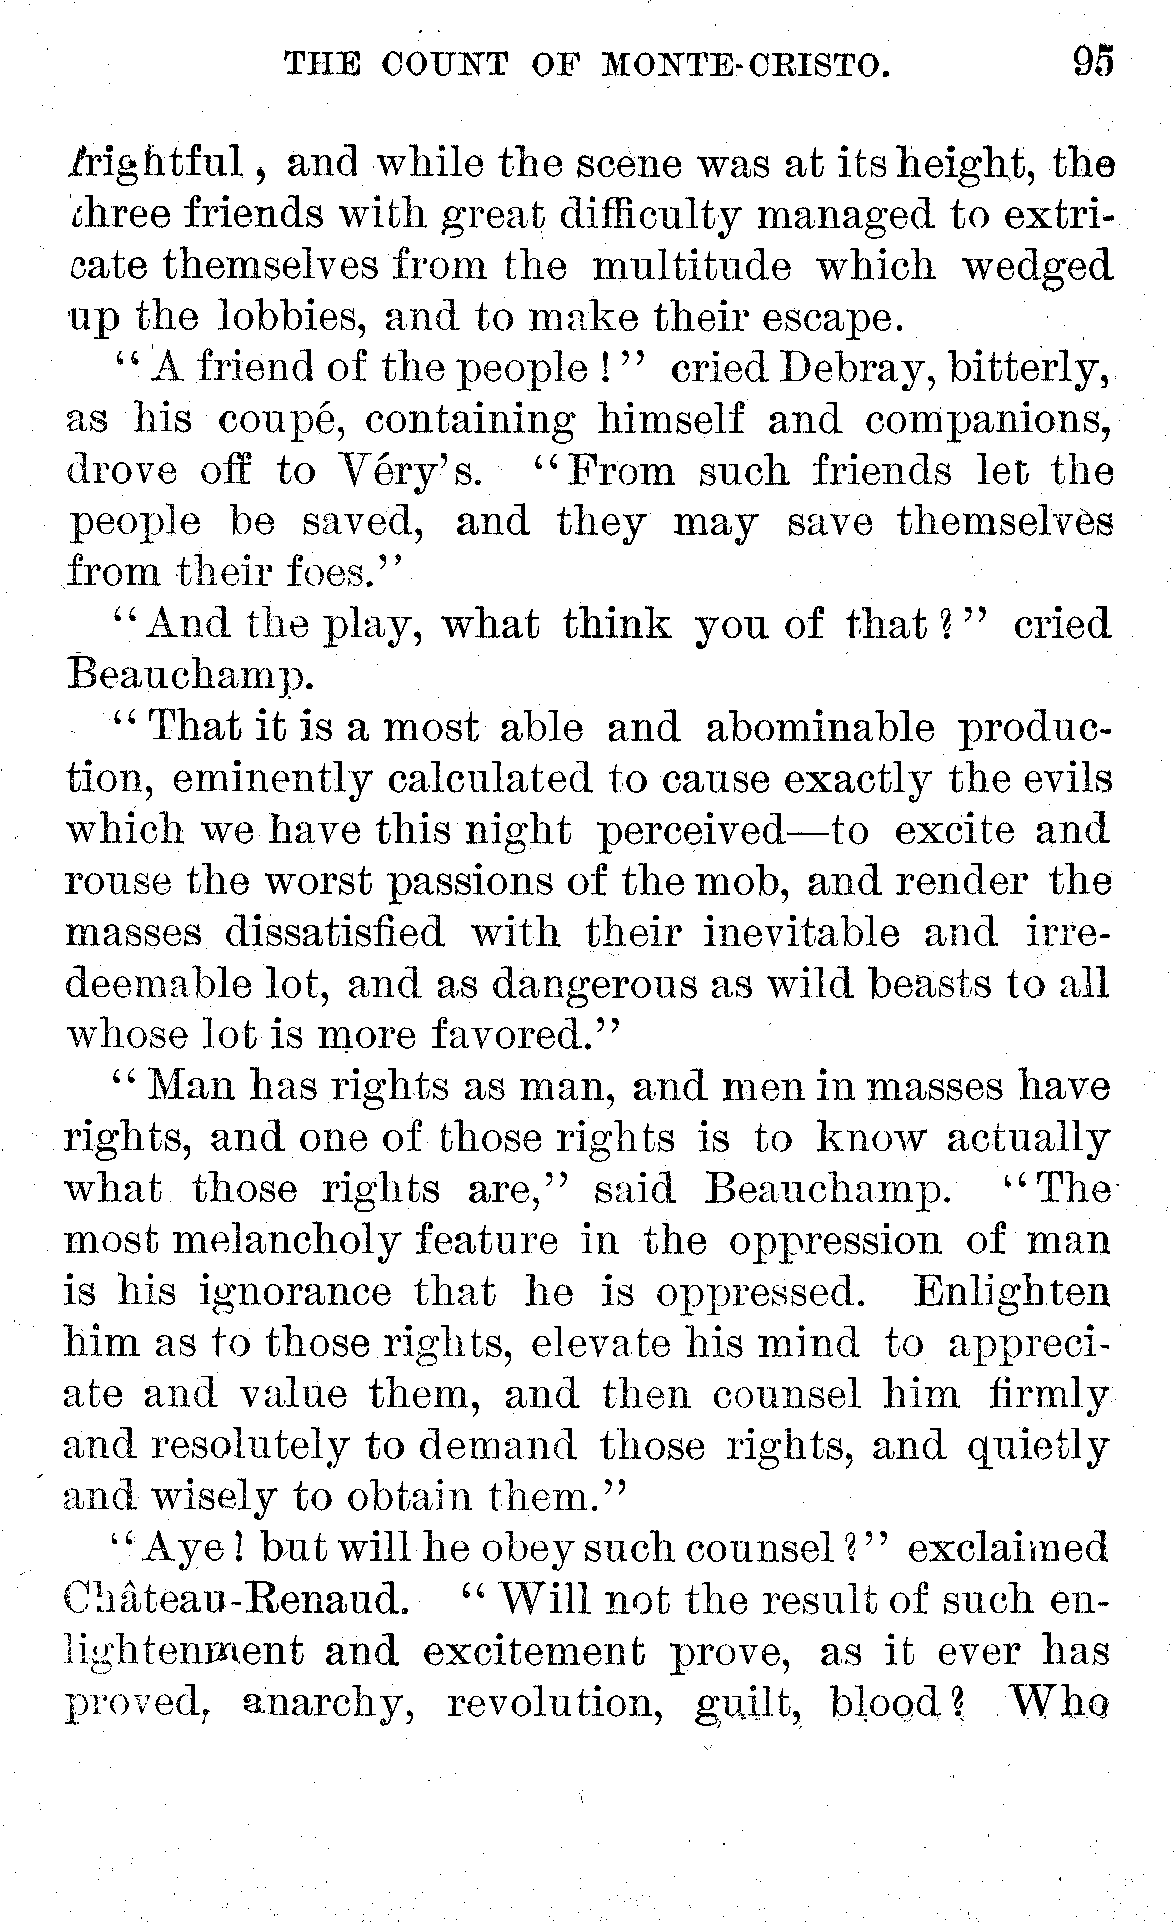 THE COUNT OF MONTE-CRISTO. 95
frightful, and while the scene was at its height, the
three friends with great difficulty managed to extri-
cate themselves from the multitude which wedged
up the lobbies, and to make their escape.
“A friend of the people!” cried Debray, bitterly,
as his coupé, containing himself and companions,
drove off to Véry's. “From such friends let the
people be saved, and they may save themselves
from their foes.”
“And the play, what think you of that?” cried
Beauchamp.
“That it is a most able and abominable produc-
tion, eminently calculated to cause exactly the evils
which we have this night perceived—to excite and
rouse the worst passions of the mob, and render the
masses dissatisfied with their inevitable and irre-
deemable lot, and as dangerous as wild beasts to all
whose lot is more favored.”
“Man has rights as man, and men in masses have
rights, and one of those rights is to know actually
what those rights are,” said Beauchamp. “The
most melancholy feature in the oppression of man
is his ignorance that he is oppressed. Enlighten
him as to those rights, elevate his mind to appreci-
ate and value them, and then counsel him firmly
and resolutely to demand those rights, and quietly
and wisely to obtain them.”
“Aye! but will he obey such counsel?” exclaimed
Château-Renaud. “Will not the result of such en-
lightenment and excitement prove, as it ever has
proved, anarchy, revolution, guilt, blood? Who